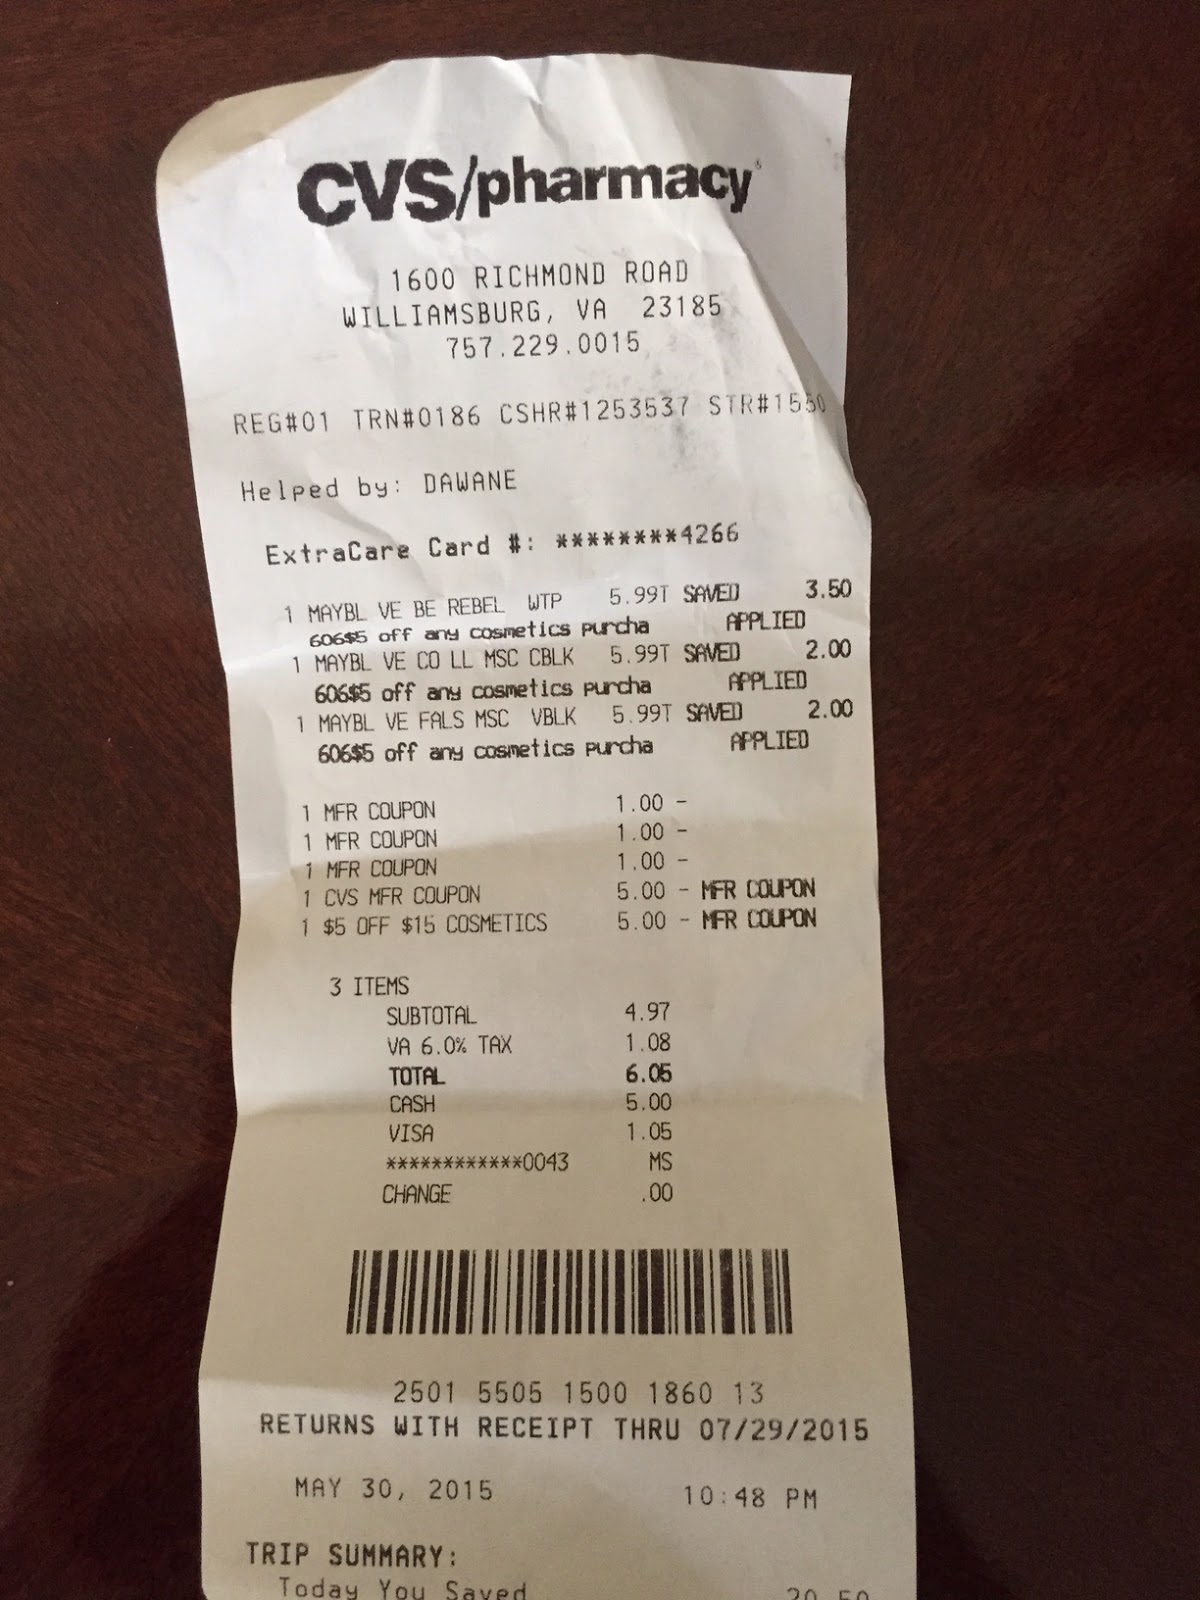 CVS/pharmacy®
1600 RICHMOND ROAD
WILLIAMSBURG, VA 23185
757.229.0015
REG#01 TRN#0186 CSHR#1253537 STR#1550
Helped by: DAWANE
ExtraCare Card #: ********4266
1 MAYBL VE BE REBEL WTP 5.99T SAVED 3.50
606$5 off any cosmetics purcha APPLIED
1 MAYBL VE CO LL MSC CBLK 5.99T SAVED 2.00
606$5 off any cosmetics purcha APPLIED
1 MAYBL VE FALS MSC VBLK 5.99T SAVED 2.00
606$5 off any cosmetics purcha APPLIED
1 MFR COUPON 1.00 -
1 MFR COUPON 1.00 -
1 MFR COUPON 1.00 -
1 CVS MFR COUPON 5.00 - MFR COUPON
1 $5 OFF $15 COSMETICS 5.00 - MFR COUPON
3 ITEMS
SUBTOTAL 4.97
VA 6.0% TAX 1.08
TOTAL 6.05
CASH 5.00
VISA 1.05
************0043 MS
CHANGE .00
2501 5505 1500 1860 13
RETURNS WITH RECEIPT THRU 07/29/2015
MAY 30, 2015 10:48 PM
TRIP SUMMARY:
Today You Saved 20.50